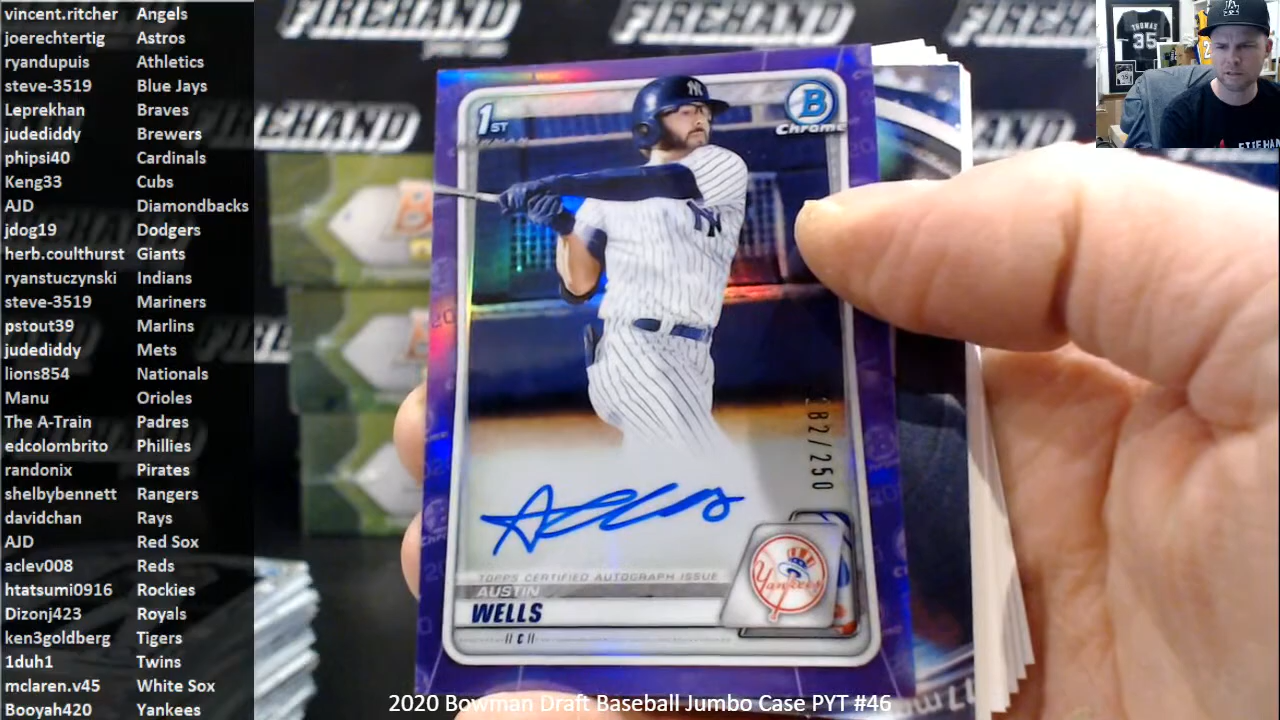 vincent.ritcher Angels
joerechtertig Astros
ryandupuis Athletics
steve-3519 Blue Jays
Leprekhan Braves
judediddy Brewers
phipsi40 Cardinals
Keng33 Cubs
AJD Diamondbacks
jdog19 Dodgers
herb.coulthurst Giants
ryanstuczynski Indians
steve-3519 Mariners
pstout39 Marlins
judediddy Mets
lions854 Nationals
Manu Orioles
The A-Train Padres
edcolombrito Phillies
randonix Pirates
shelbybennett Rangers
davidchan Rays
AJD Red Sox
aclev008 Reds
htatsumi0916 Rockies
Dizonj423 Royals
ken3goldberg Tigers
1duh1 Twins
mclaren.v45 White Sox
Booyah420 Yankees
FIREHAND
FIREHAND
FIREHAND
FIREHAND
THOMAS
35
1ST
B
Chrome
NY
NY
182/250
TOPPS CERTIFIED AUTOGRAPH ISSUE
AUSTIN
WELLS
|| C ||
Yankees
2020 Bowman Draft Baseball Jumbo Case PYT #46